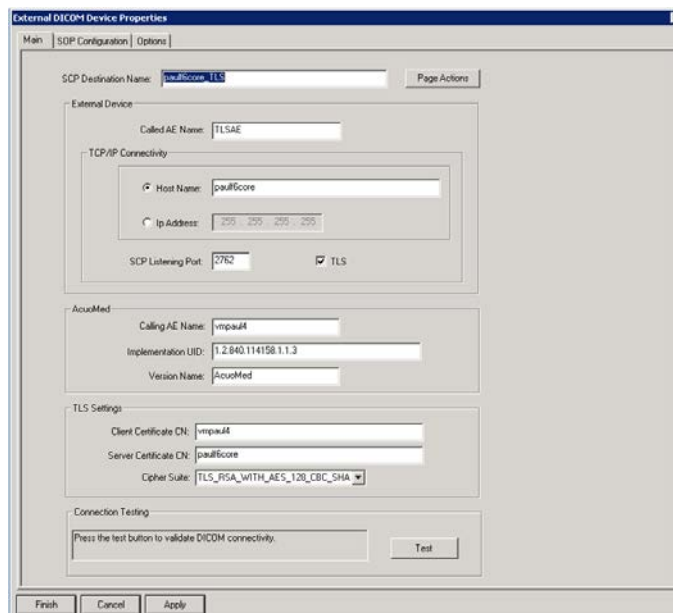 External DICOM Device Properties
Main SOP Configuration Options
SCP Destination Name: paulf6core_TLS Page Actions
External Device
Called AE Name: TLSAE
TCP/IP Connectivity
Host Name: paulf6core
Ip Address: 255 . 255 . 255 . 255
SCP Listening Port: 2762 TLS
AcuoMed
Calling AE Name: vmpaul4
Implementation UID: 1.2.840.114158.1.1.3
Version Name: AcuoMed
TLS Settings
Client Certificate CN: vmpaul4
Server Certificate CN: paulf6core
Cipher Suite: TLS_RSA_WITH_AES_128_CBC_SHA
Connection Testing
Press the test button to validate DICOM connectivity.
Test
Finish Cancel Apply